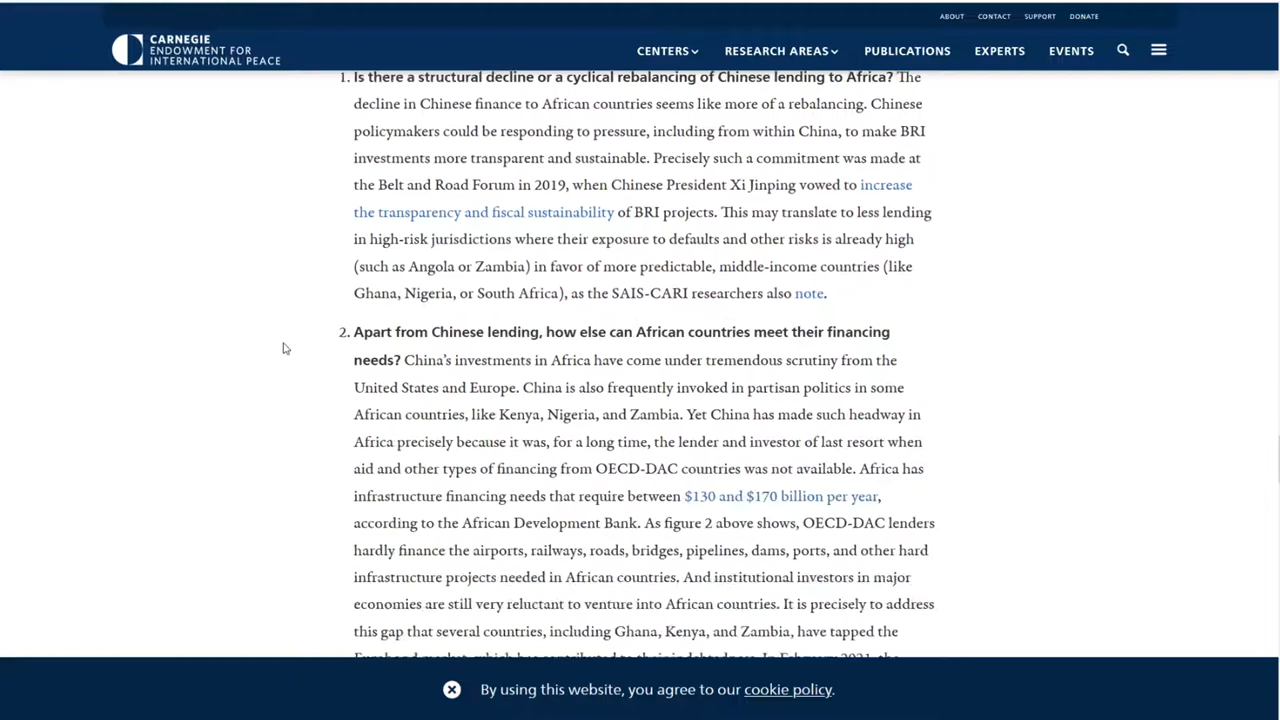 ABOUT CONTACT SUPPORT DONATE
CARNEGIE
ENDOWMENT FOR
INTERNATIONAL PEACE
CENTERS RESEARCH AREAS PUBLICATIONS EXPERTS EVENTS
1. Is there a structural decline or a cyclical rebalancing of Chinese lending to Africa? The
decline in Chinese finance to African countries seems like more of a rebalancing. Chinese
policymakers could be responding to pressure, including from within China, to make BRI
investments more transparent and sustainable. Precisely such a commitment was made at
the Belt and Road Forum in 2019, when Chinese President Xi Jinping vowed to increase
the transparency and fiscal sustainability of BRI projects. This may translate to less lending
in high-risk jurisdictions where their exposure to defaults and other risks is already high
(such as Angola or Zambia) in favor of more predictable, middle-income countries (like
Ghana, Nigeria, or South Africa), as the SAIS-CARI researchers also note.
2. Apart from Chinese lending, how else can African countries meet their financing
needs? China's investments in Africa have come under tremendous scrutiny from the
United States and Europe. China is also frequently invoked in partisan politics in some
African countries, like Kenya, Nigeria, and Zambia. Yet China has made such headway in
Africa precisely because it was, for a long time, the lender and investor of last resort when
aid and other types of financing from OECD-DAC countries was not available. Africa has
infrastructure financing needs that require between $130 and $170 billion per year,
according to the African Development Bank. As figure 2 above shows, OECD-DAC lenders
hardly finance the airports, railways, roads, bridges, pipelines, dams, ports, and other hard
infrastructure projects needed in African countries. And institutional investors in major
economies are still very reluctant to venture into African countries. It is precisely to address
this gap that several countries, including Ghana, Kenya, and Zambia, have tapped the
By using this website, you agree to our cookie policy.